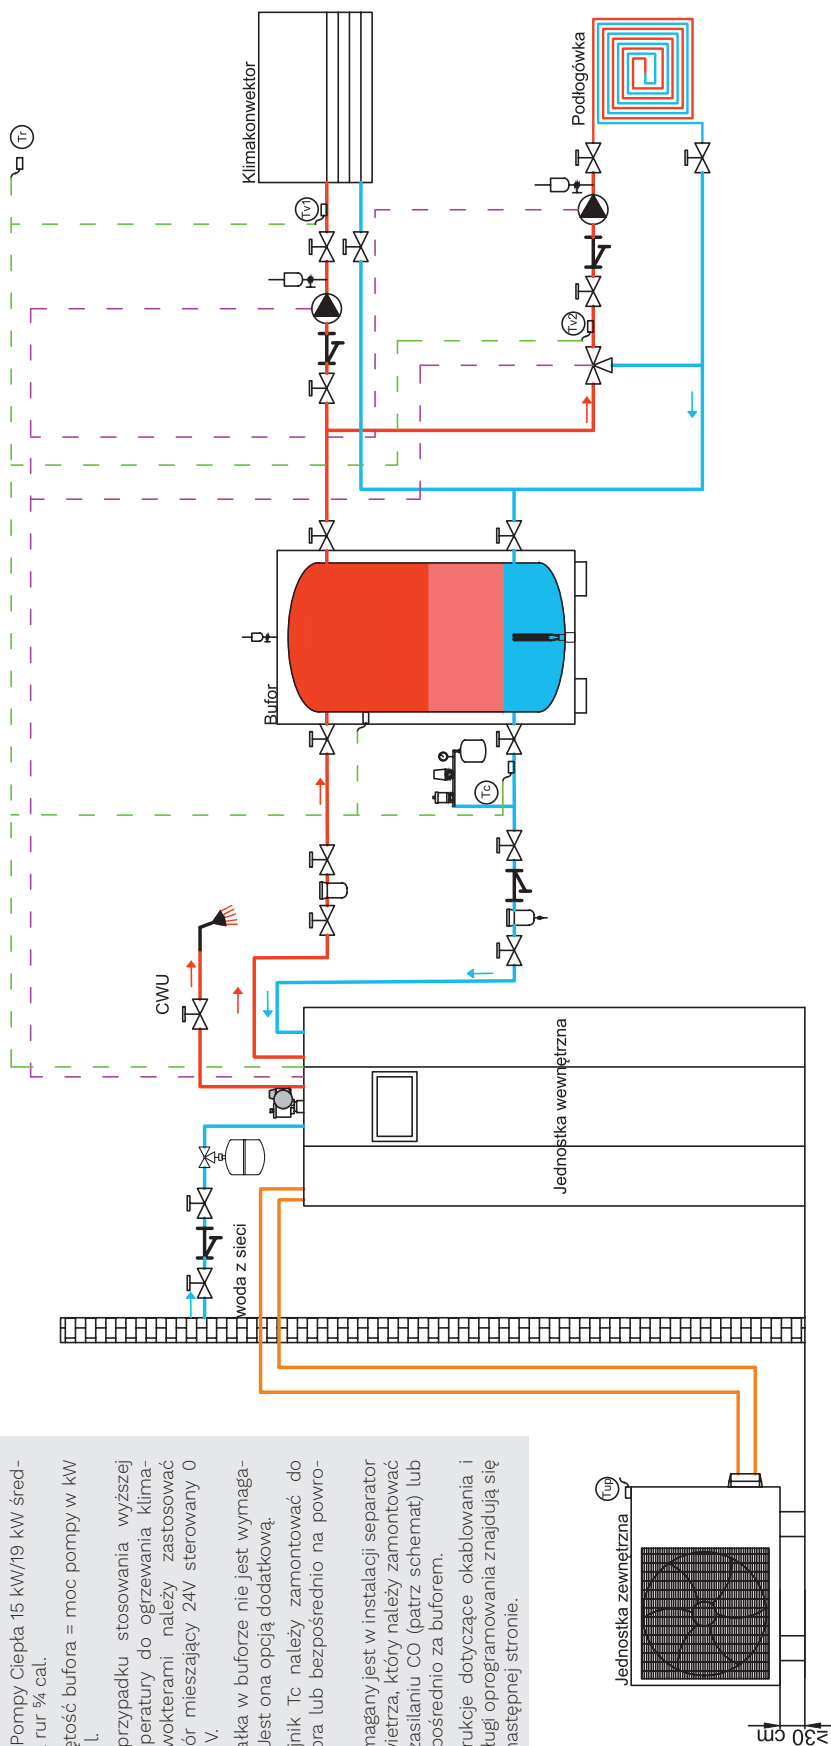 Pompy Ciepła 15 kW/19 kW śred-
rur 5⁄4 cal.
ętość bufora = moc pompy w kW
l.
przypadku stosowania wyższej
peratury do ogrzewania klima-
wokterami należy zastosować
ór mieszający 24V sterowany 0
V.
ałka w buforze nie jest wymaga-
Jest ona opcją dodatkową.
jnik Tc należy zamontować do
ora lub bezpośrednio na powro-
magany jest w instalacji separator
vietrza, który należy zamontować
zasilaniu CO (patrz schemat) lub
pośrednio za buforem.
rukcje dotyczące okablowania i
ługi oprogramowania znajdują się
następnej stronie.
Jednostka zewnętrzna
Tup
≥30 cm
woda z sieci
Jednostka wewnętrzna
CWU
Bufor
Tc
Klimakonwektor
Tv1
Tr
Podłogówka
Tv2